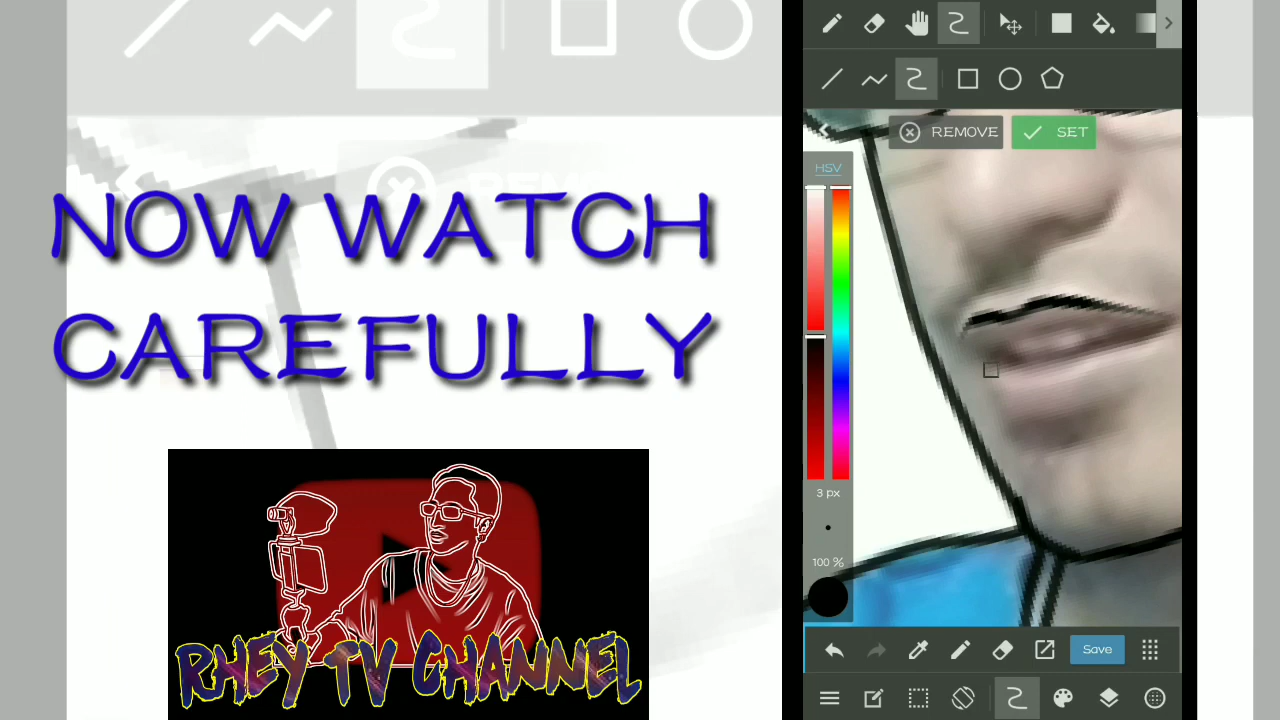 NOW WATCH
CAREFULLY
RHEY TV CHANNEL
REMOVE
SET
HSV
3 px
100 %
Save